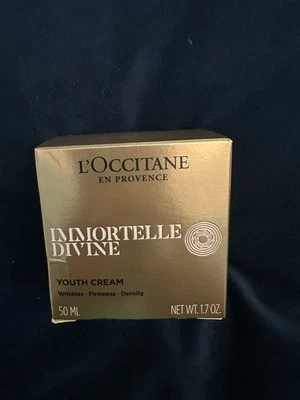 L'OCCITANE
EN PROVENCE
IMMORTELLE
DIVINE
YOUTH CREAM
Wrinkles - Firmness - Density
50 ML NET WT. 1.7 OZ.